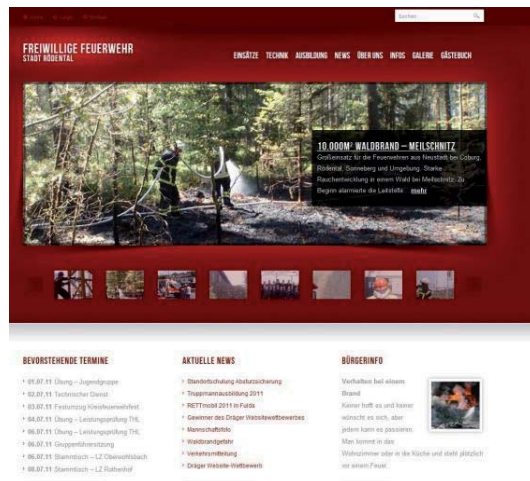 Home Login
Suchen
FREIWILLIGE FEUERWEHR
STADT RÖDENTAL
EINSÄTZE TECHNIK AUSBILDUNG NEWS ÜBER UNS INFOS GALERIE GÄSTEBUCH
10.000M² WALDBRAND – MEILSCHNITZ
Großeinsatz für die Feuerwehren aus Neustadt bei Coburg,
Rödental, Sonneberg und Umgebung. Starke
Rauchentwicklung in einem Wald bei Meilschnitz. Zu
Beginn alarmierte die Leitstelle mehr
BEVORSTEHENDE TERMINE
01.07.11 Übung – Jugendgruppe
02.07.11 Technischer Dienst
03.07.11 Festumzug Kreisfeuerwehrfest
04.07.11 Übung – Leistungsprüfung THL
06.07.11 Übung – Leistungsprüfung THL
06.07.11 Gruppenführersitzung
08.07.11 Stammtisch – LZ Oberwohlsbach
08.07.11 Stammtisch – LZ Rothenhof
AKTUELLE NEWS
Standortschulung Absturzsicherung
Truppmannausbildung 2011
RETTmobil 2011 in Fulda
Gewinner des Dräger Websitewettbewerbes
Mannschaftsfoto
Waldbrandgefahr
Verkehrsmitteilung
Dräger Website-Wettbewerb
BÜRGERINFO
Verhalten bei einem
Brand
Keiner hofft es und keiner
wünscht es sich, aber
jedem kann es passieren.
Man kommt in das
Wohnzimmer oder in die Küche und steht plötzlich
vor einem Feuer.